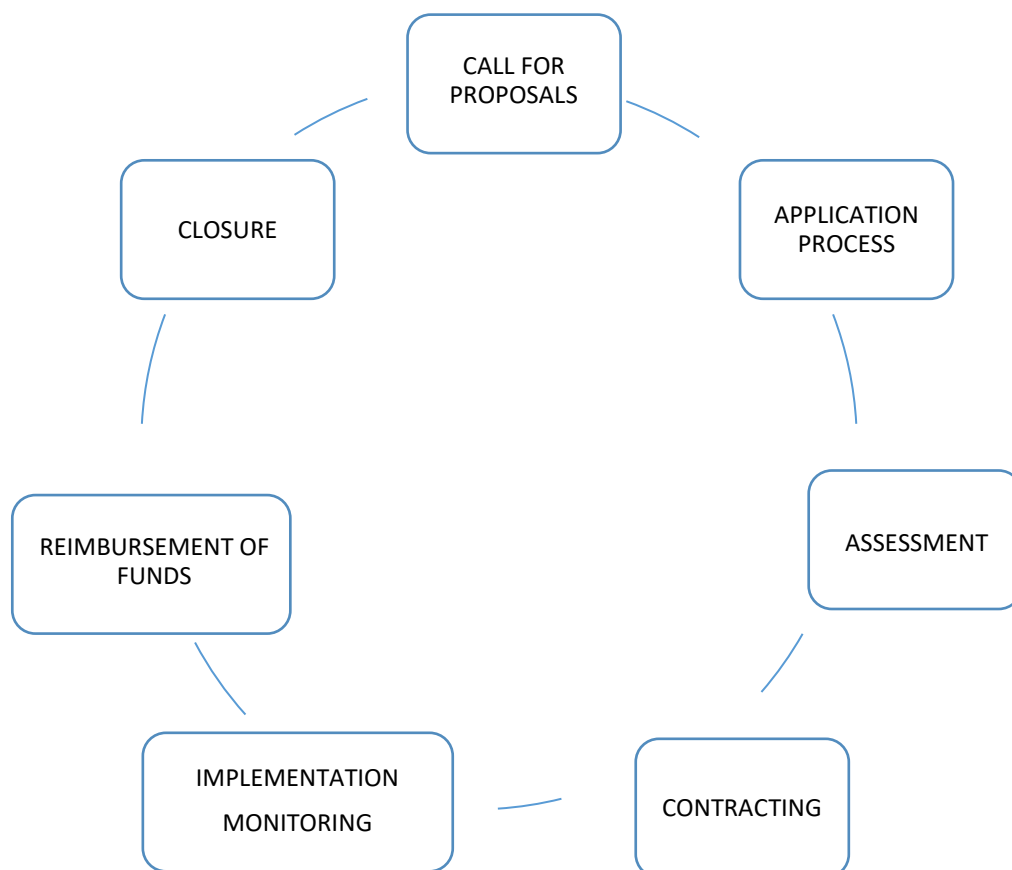 CALL FOR
PROPOSALS
APPLICATION
PROCESS
ASSESSMENT
CONTRACTING
IMPLEMENTATION
MONITORING
REIMBURSEMENT OF
FUNDS
CLOSURE